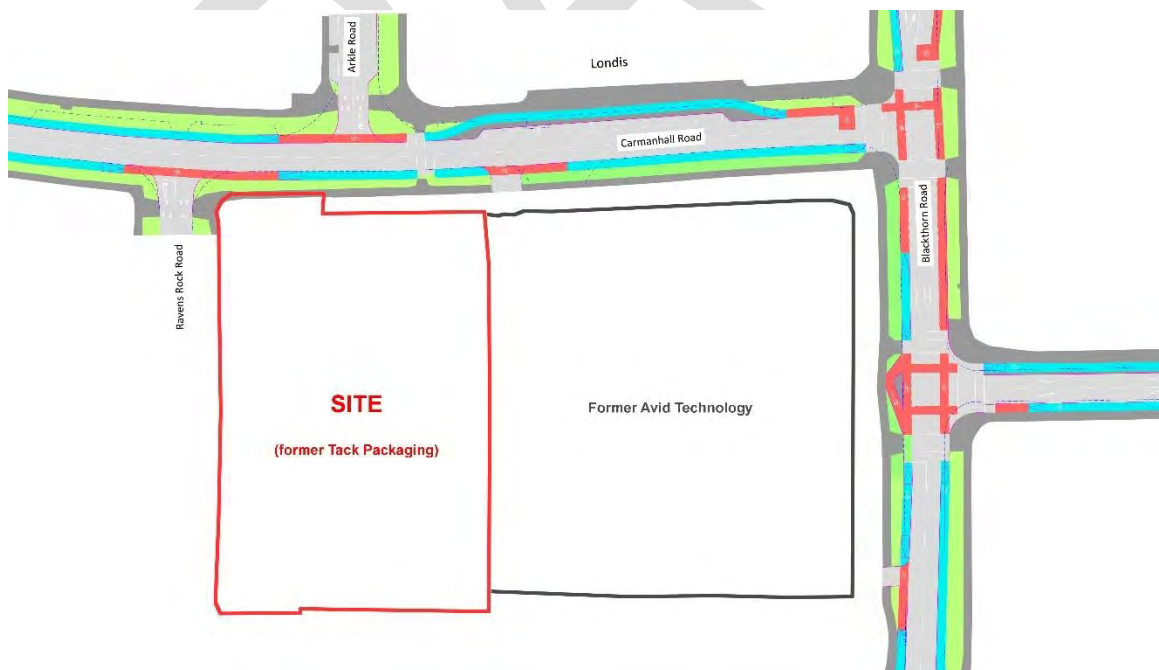 Arkle Road
Londis
Carmanhall Road
Blackthorn Road
Ravens Rock Road
SITE
(former Tack Packaging)
Former Avid Technology